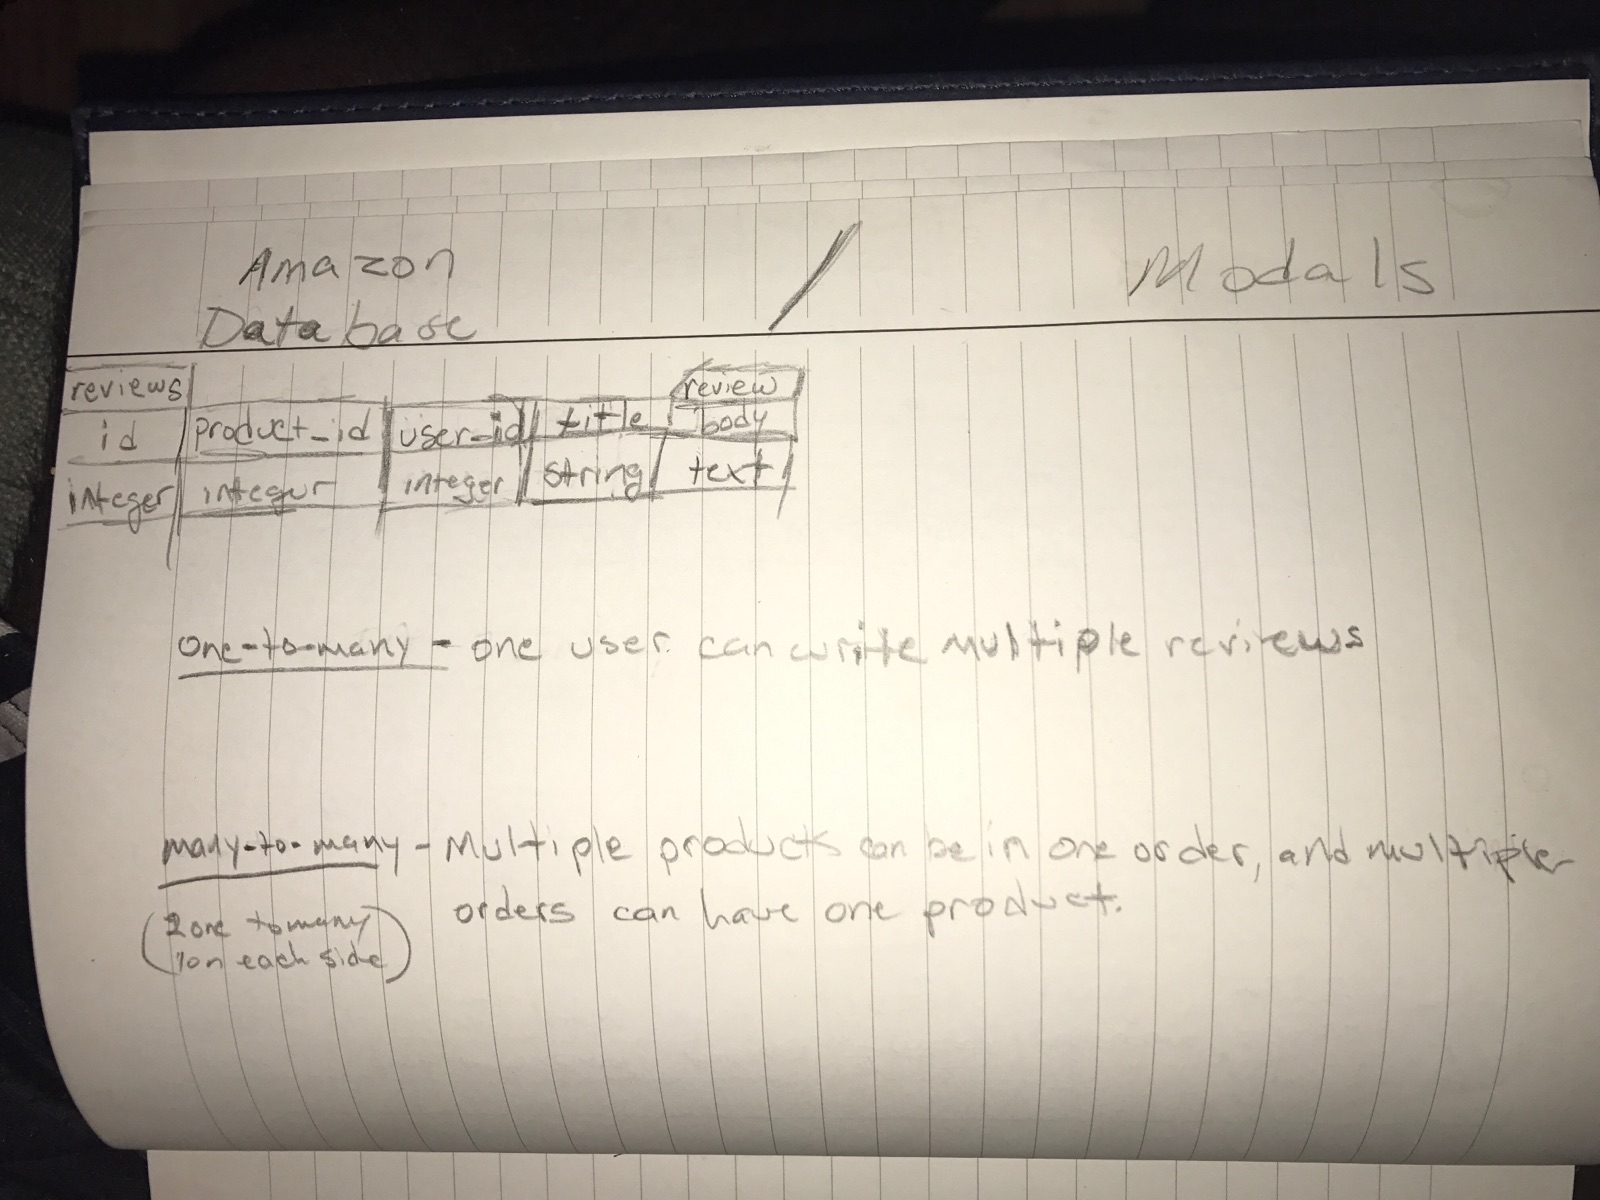 Amazon / Modals
Database
reviews review
id product_id user_id title body
integer integur integer string text
one-to-many - one user can write multiple reviews
many-to-many - Multiple products can be in one order, and multiple
(2 one to many orders can have one product.
1 on each side)